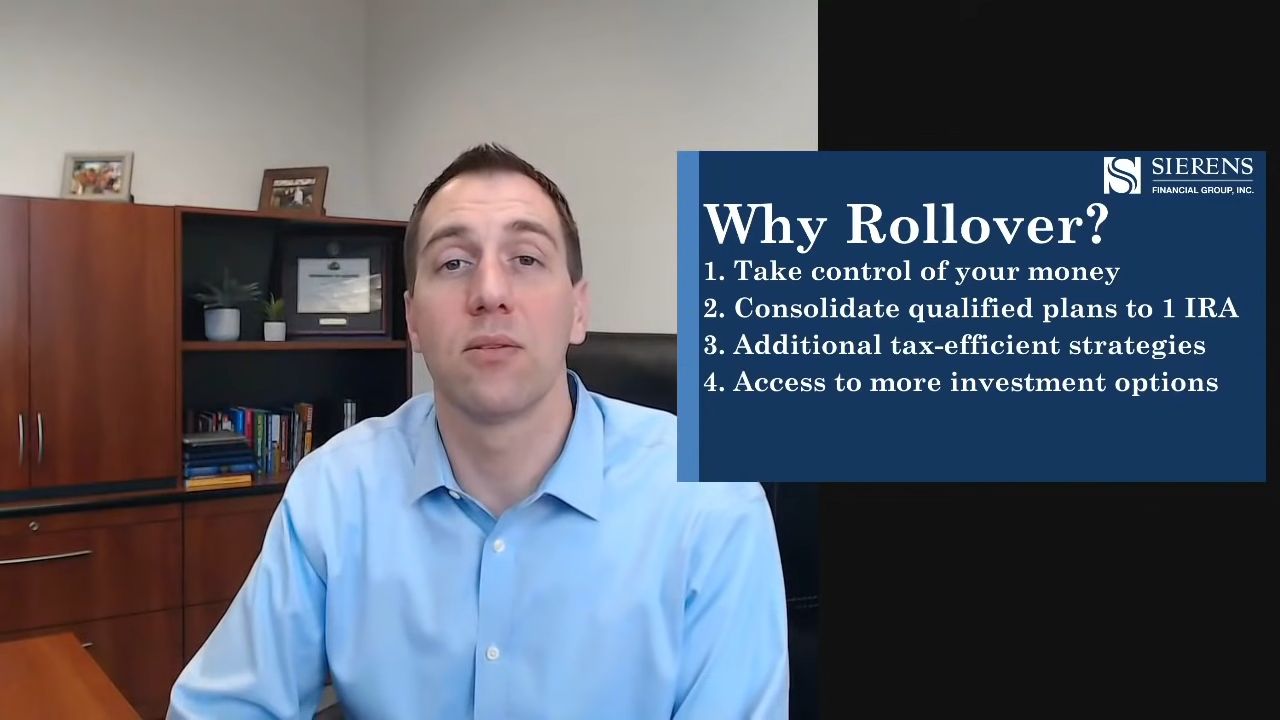 SIERENS
FINANCIAL GROUP, INC.
Why Rollover?
1. Take control of your money
2. Consolidate qualified plans to 1 IRA
3. Additional tax-efficient strategies
4. Access to more investment options